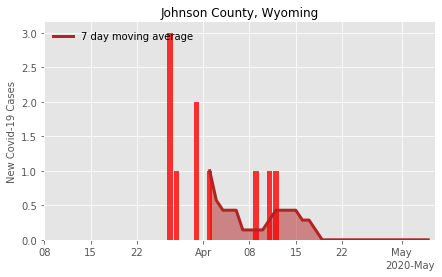 Johnson County, Wyoming
7 day moving average
New Covid-19 Cases
3.0
2.5
2.0
1.5
1.0
0.5
0.0
08 15 22 Apr 08 15 22 May
2020-May